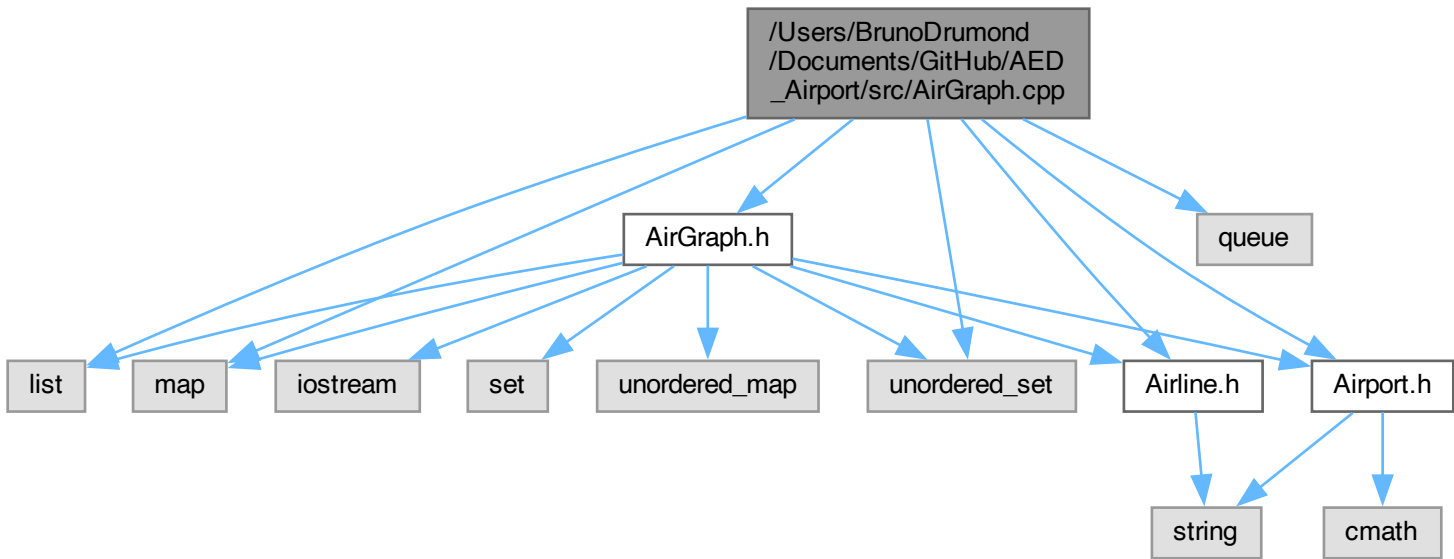 /Users/BrunoDrumond
/Documents/GitHub/AED
_Airport/src/AirGraph.cpp
AirGraph.h
queue
list
map
iostream
set
unordered_map
unordered_set
Airline.h
Airport.h
string
cmath